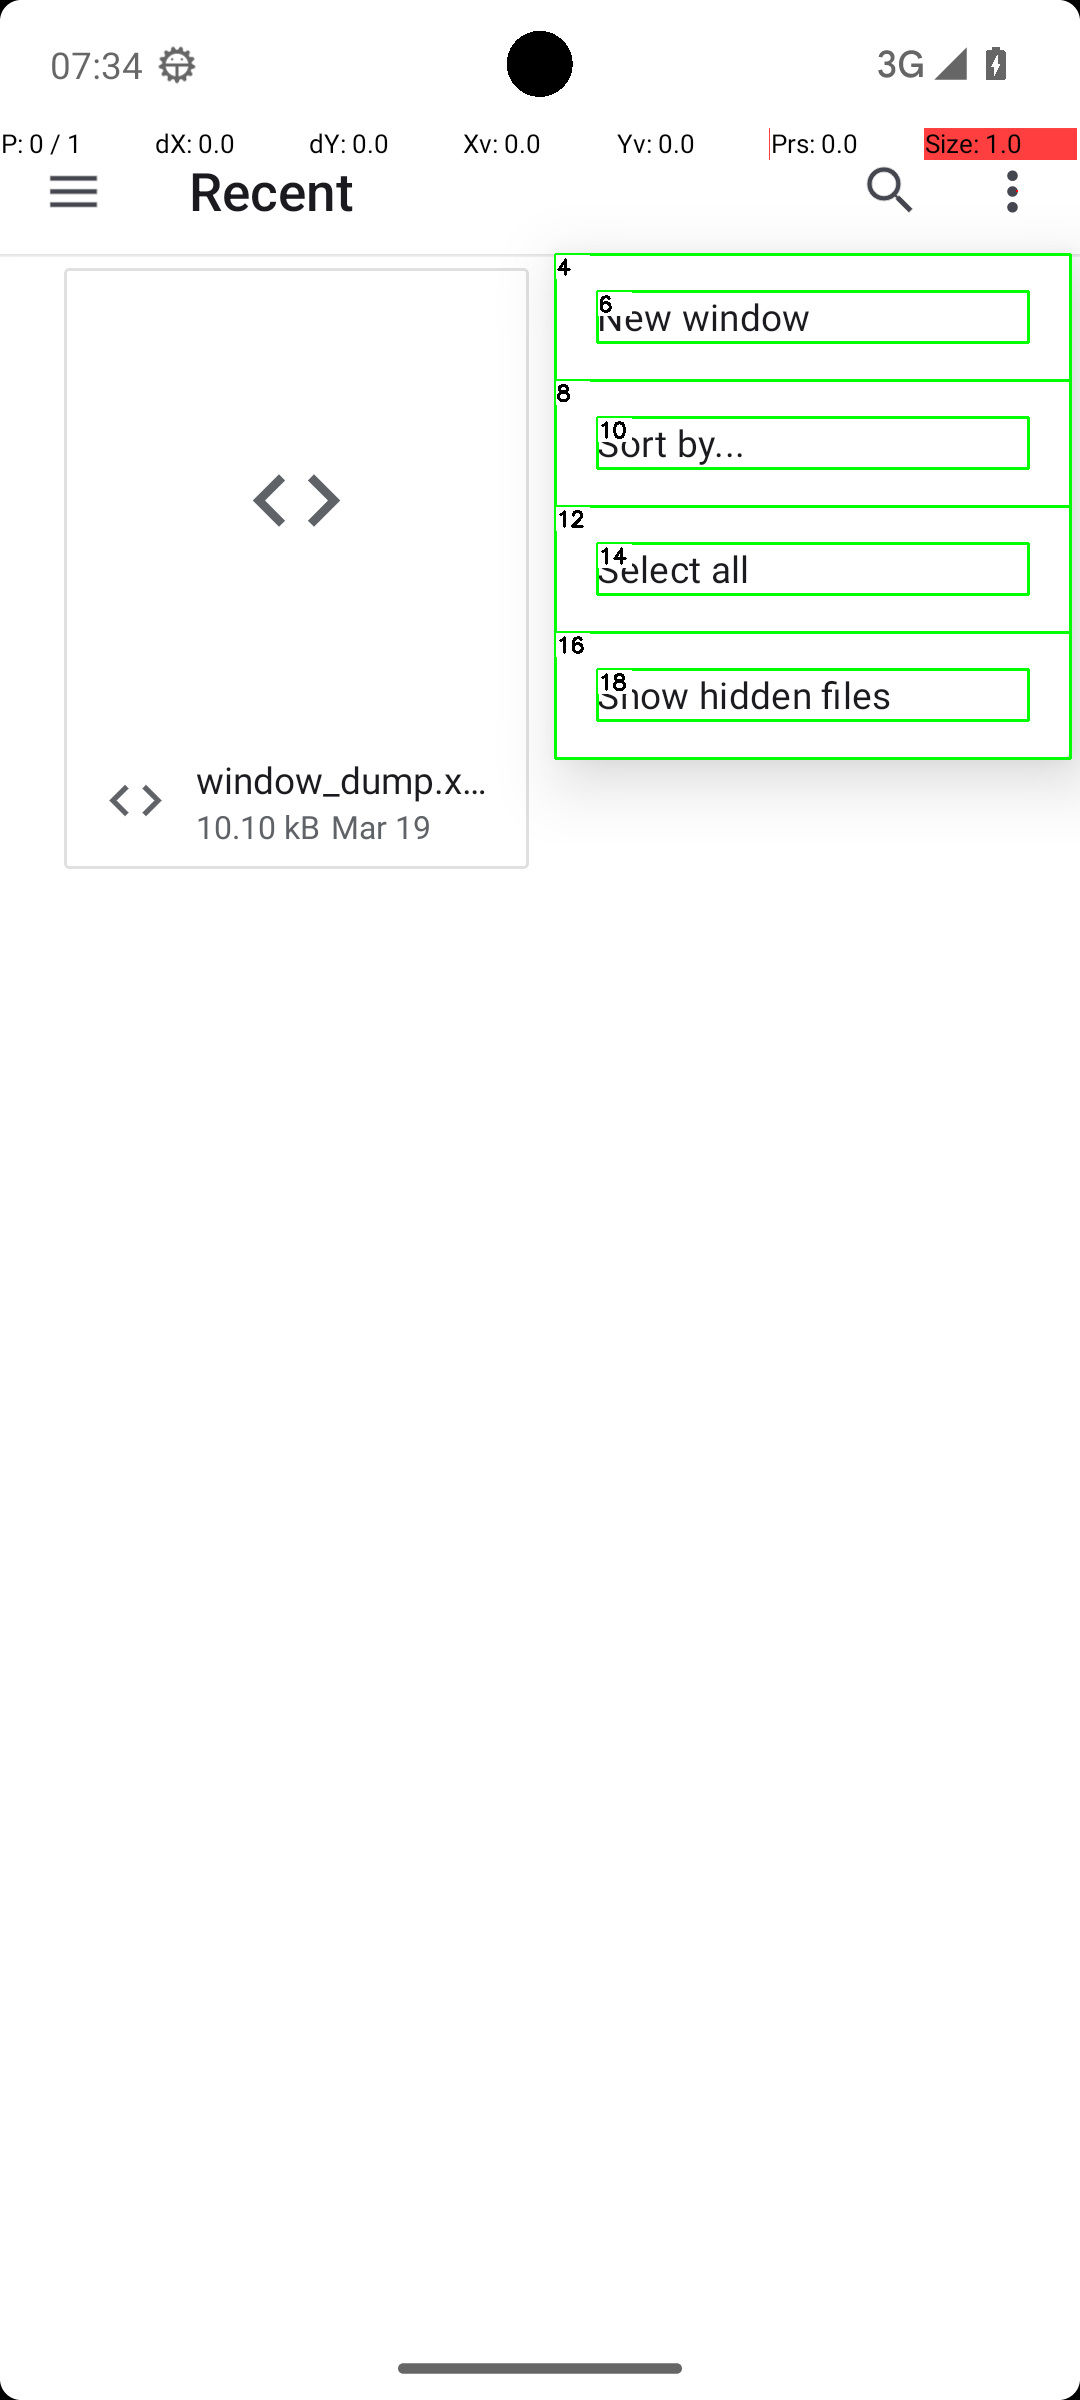 07:34
3G
P: 0 / 1
dX: 0.0
dY: 0.0
Xv: 0.0
Yv: 0.0
Prs: 0.0
Size: 1.0
Recent
4
6
New window
8
10
Sort by...
12
14
Select all
16
18
Show hidden files
window_dump.x...
10.10 kB Mar 19